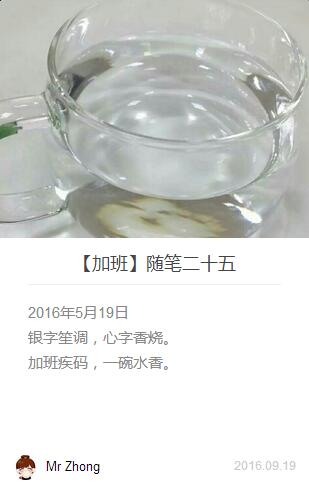 【加班】随笔二十五
2016年5月19日
银字笙调，心字香烧。
加班疾码，一碗水香。
Mr Zhong
2016.09.19